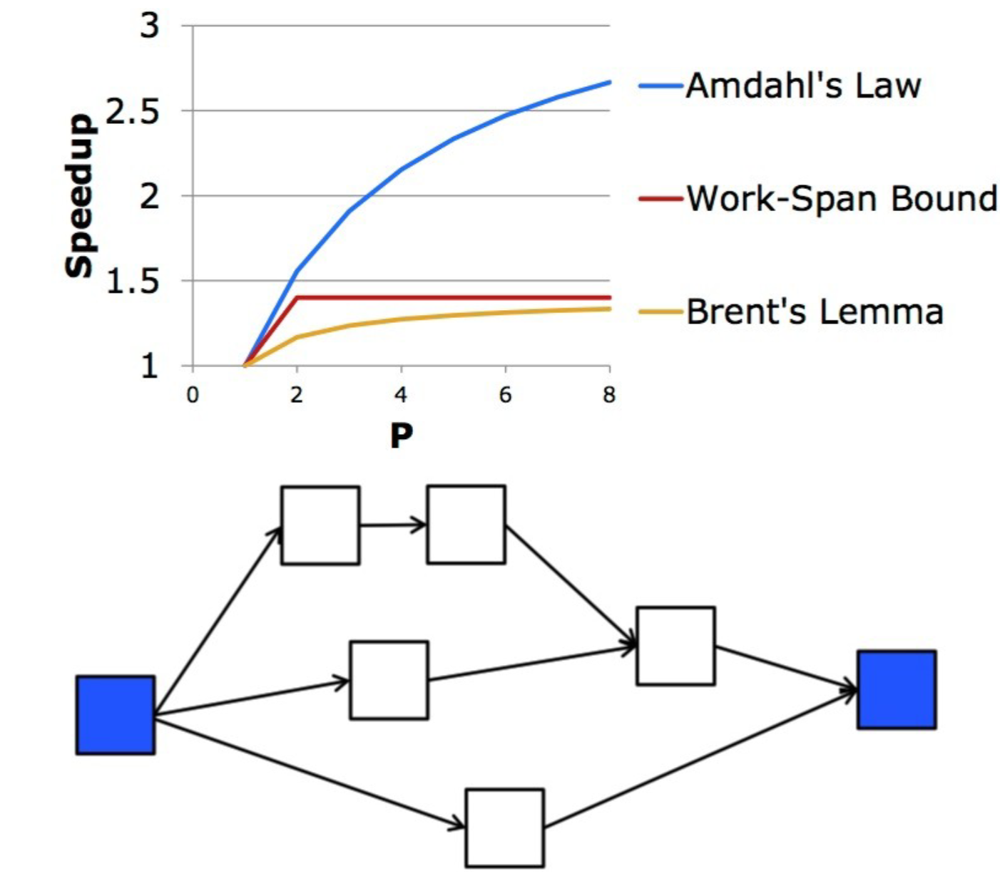 3
2.5
2
1.5
1
Speedup
0 2 4 6 8
P
Amdahl's Law
Work-Span Bound
Brent's Lemma